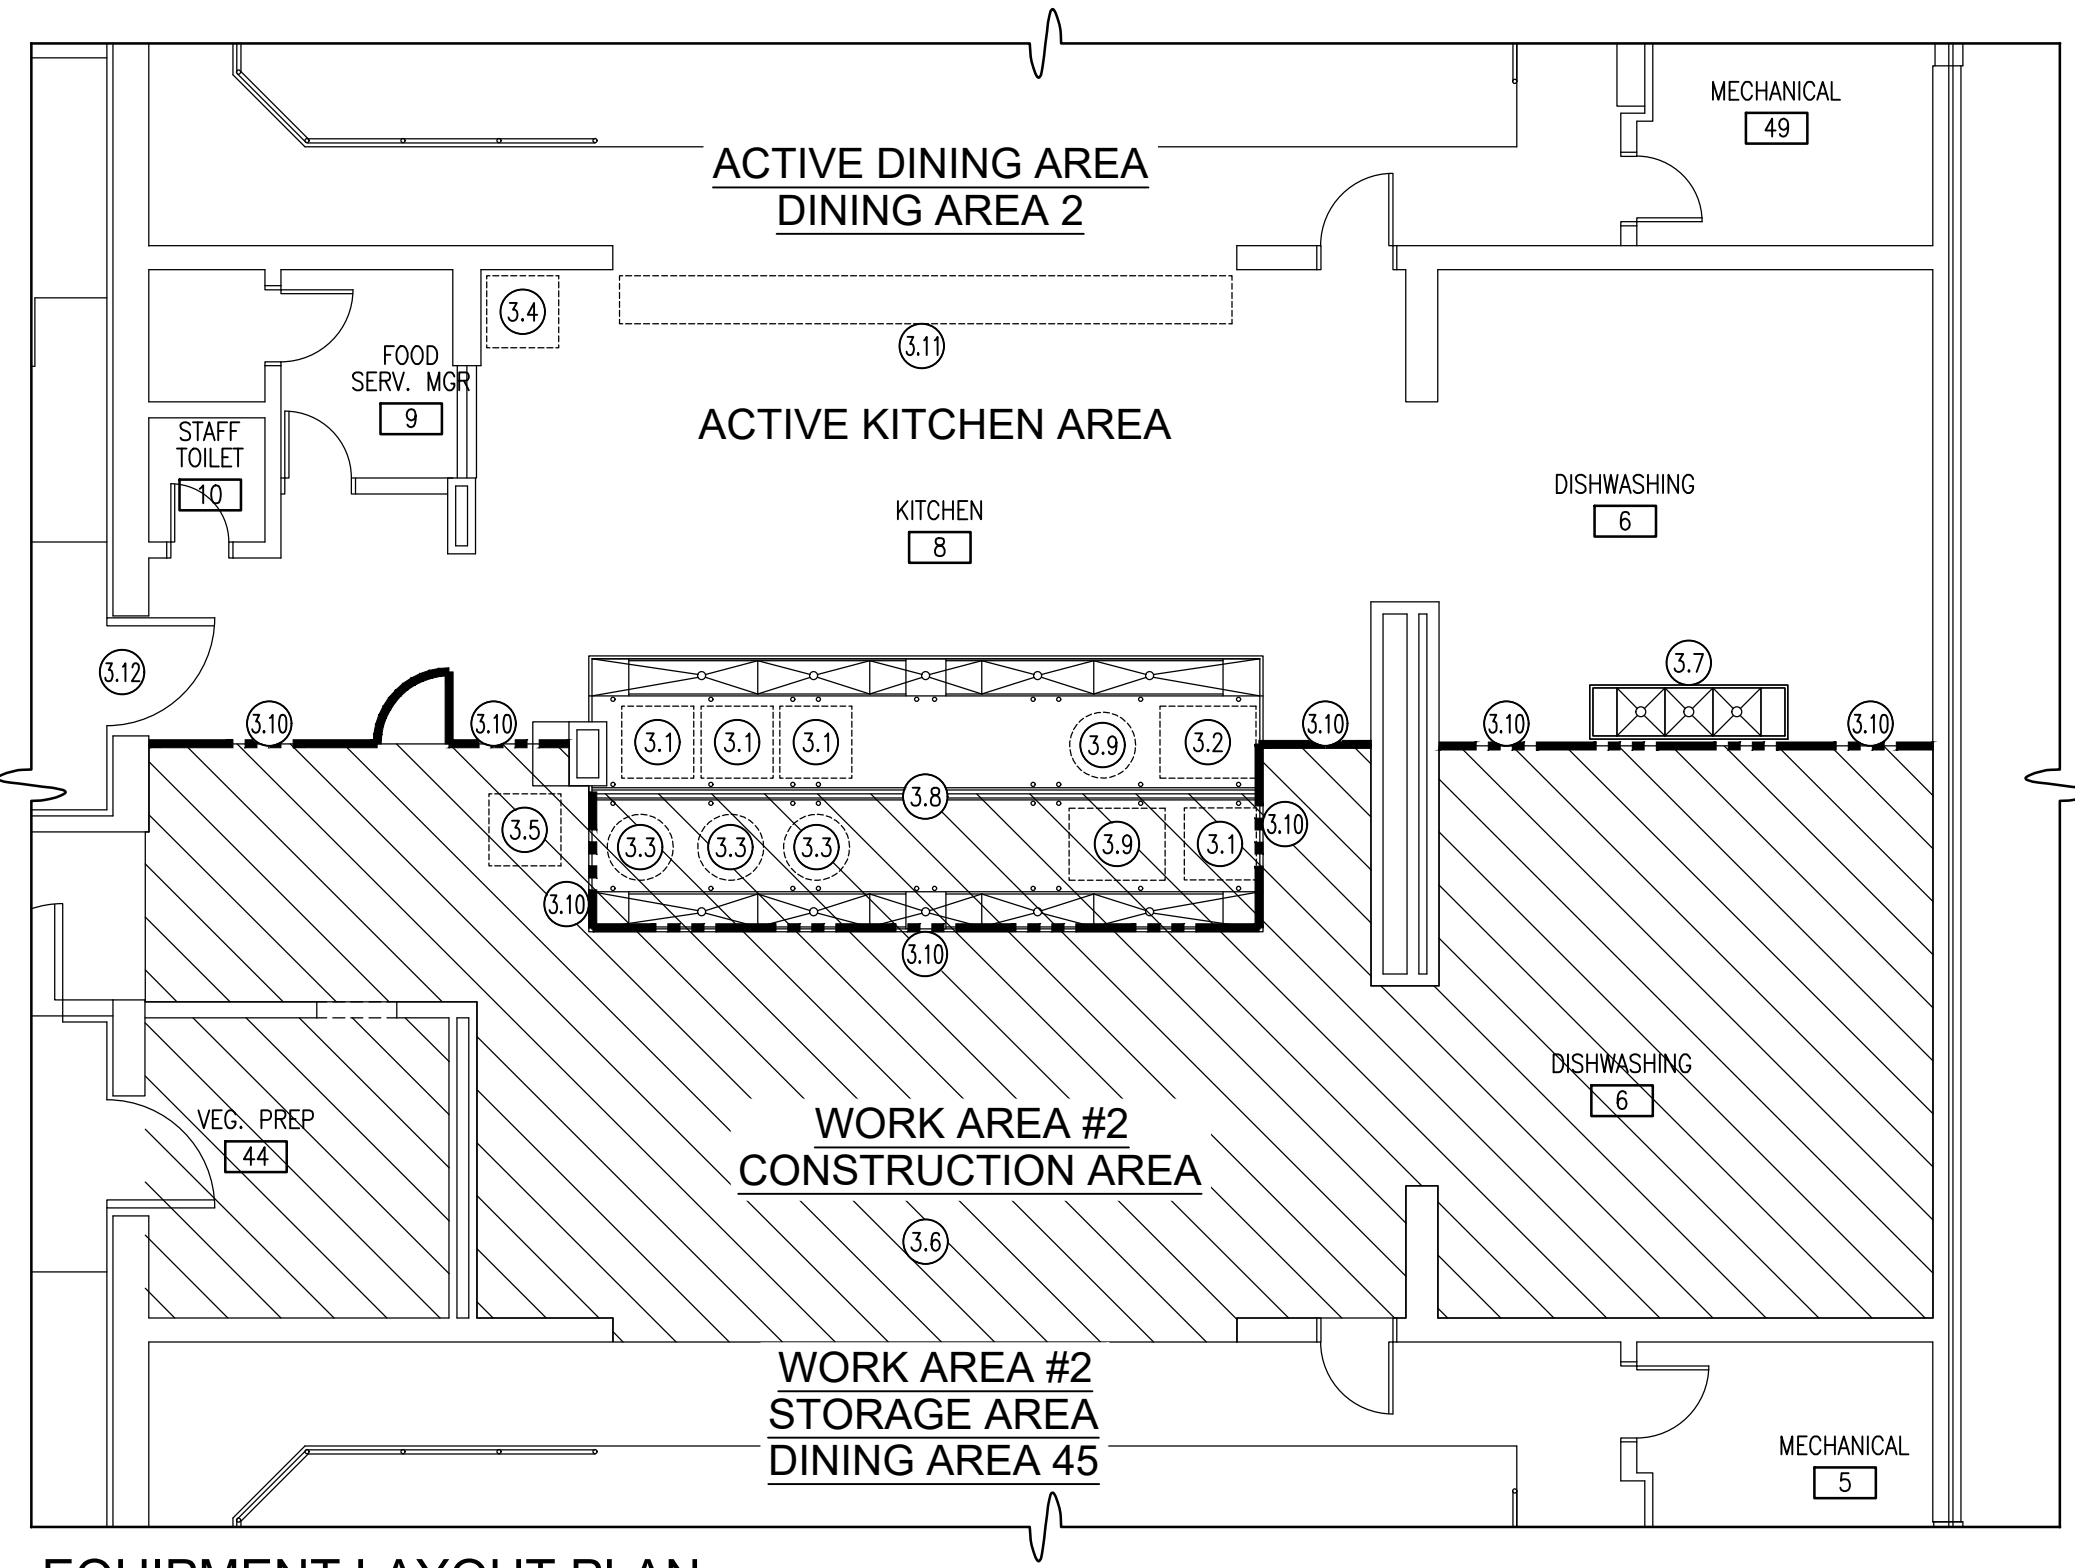 MECHANICAL
49
ACTIVE DINING AREA
DINING AREA 2
3.4
3.11
FOOD
SERV. MGR
9
ACTIVE KITCHEN AREA
STAFF
TOILET
10
KITCHEN
8
DISHWASHING
6
3.12
3.7
3.10
3.10
3.10
3.10
3.10
3.1
3.1
3.1
3.9
3.2
3.8
3.5
3.3
3.3
3.3
3.9
3.1
3.10
3.10
3.10
DISHWASHING
6
VEG. PREP
44
WORK AREA #2
CONSTRUCTION AREA
3.6
WORK AREA #2
STORAGE AREA
DINING AREA 45
MECHANICAL
5
EQUIPMENT LAYOUT PLAN